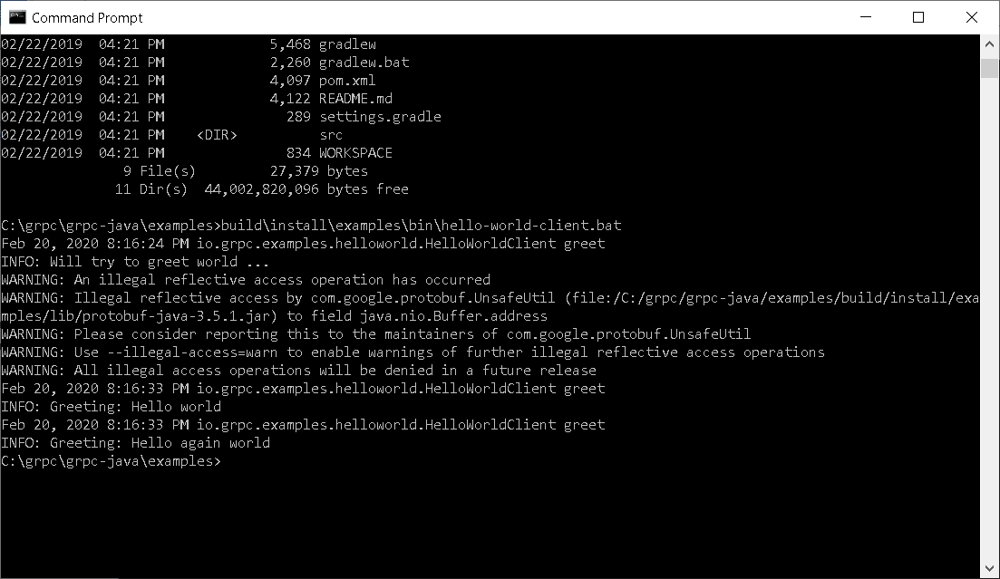 Command Prompt
02/22/2019  04:21 PM             5,468 gradlew
02/22/2019  04:21 PM             2,260 gradlew.bat
02/22/2019  04:21 PM             4,097 pom.xml
02/22/2019  04:21 PM             4,122 README.md
02/22/2019  04:21 PM               289 settings.gradle
02/22/2019  04:21 PM    <DIR>          src
02/22/2019  04:21 PM               834 WORKSPACE
               9 File(s)         27,379 bytes
              11 Dir(s)  44,002,820,096 bytes free
C:\grpc\grpc-java\examples>build\install\examples\bin\hello-world-client.bat
Feb 20, 2020 8:16:24 PM io.grpc.examples.helloworld.HelloWorldClient greet
INFO: Will try to greet world ...
WARNING: An illegal reflective access operation has occurred
WARNING: Illegal reflective access by com.google.protobuf.UnsafeUtil (file:/C:/grpc/grpc-java/examples/build/install/exa
mples/lib/protobuf-java-3.5.1.jar) to field java.nio.Buffer.address
WARNING: Please consider reporting this to the maintainers of com.google.protobuf.UnsafeUtil
WARNING: Use --illegal-access=warn to enable warnings of further illegal reflective access operations
WARNING: All illegal access operations will be denied in a future release
Feb 20, 2020 8:16:33 PM io.grpc.examples.helloworld.HelloWorldClient greet
INFO: Greeting: Hello world
Feb 20, 2020 8:16:33 PM io.grpc.examples.helloworld.HelloWorldClient greet
INFO: Greeting: Hello again world
C:\grpc\grpc-java\examples>